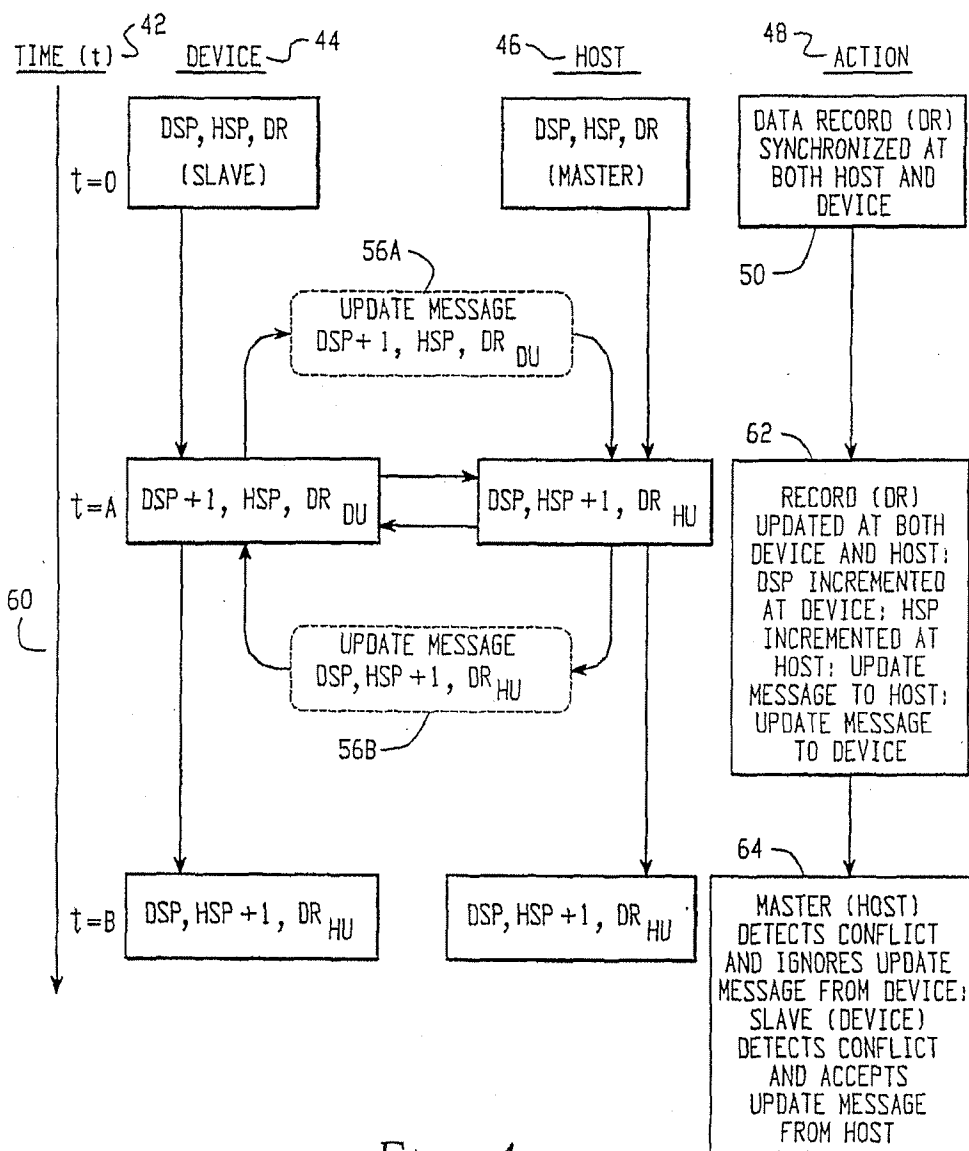 42
44
46
48
TIME (t)
DEVICE
HOST
ACTION
t=0
DSP, HSP, DR
(SLAVE)
DSP, HSP, DR
(MASTER)
DATA RECORD (DR)
SYNCHRONIZED AT
BOTH HOST AND
DEVICE
50
56A
UPDATE MESSAGE
DSP+1, HSP, DR DU
62
t=A
DSP+1, HSP, DR DU
DSP, HSP+1, DR HU
RECORD (DR)
UPDATED AT BOTH
DEVICE AND HOST;
DSP INCREMENTED
AT DEVICE; HSP
INCREMENTED AT
HOST; UPDATE
MESSAGE TO HOST;
UPDATE MESSAGE
TO DEVICE
60
UPDATE MESSAGE
DSP, HSP+1, DR HU
56B
64
t=B
DSP, HSP+1, DR HU
DSP, HSP+1, DR HU
MASTER (HOST)
DETECTS CONFLICT
AND IGNORES UPDATE
MESSAGE FROM DEVICE;
SLAVE (DEVICE)
DETECTS CONFLICT
AND ACCEPTS
UPDATE MESSAGE
FROM HOST